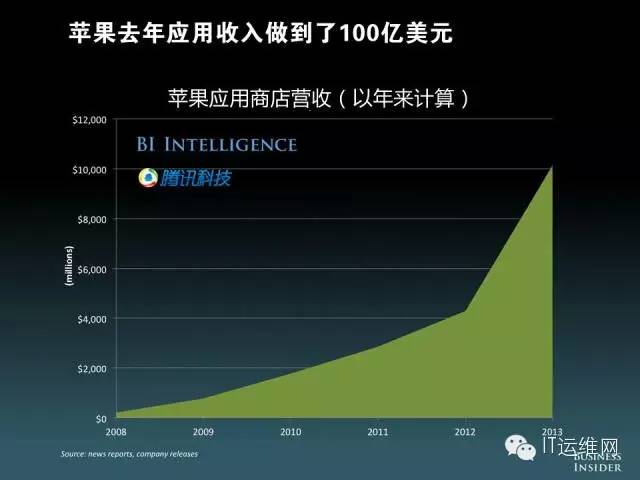 苹果去年应用收入做到了100亿美元
苹果应用商店营收（以年来计算）
$12,000
BI INTELLIGENCE
$10,000
腾讯科技
$8,000
(millions)
$6,000
$4,000
$2,000
$0
2008 2009 2010 2011 2012 2013
Source: news reports, company releases
IT运维网
BUSINESS
INSIDER